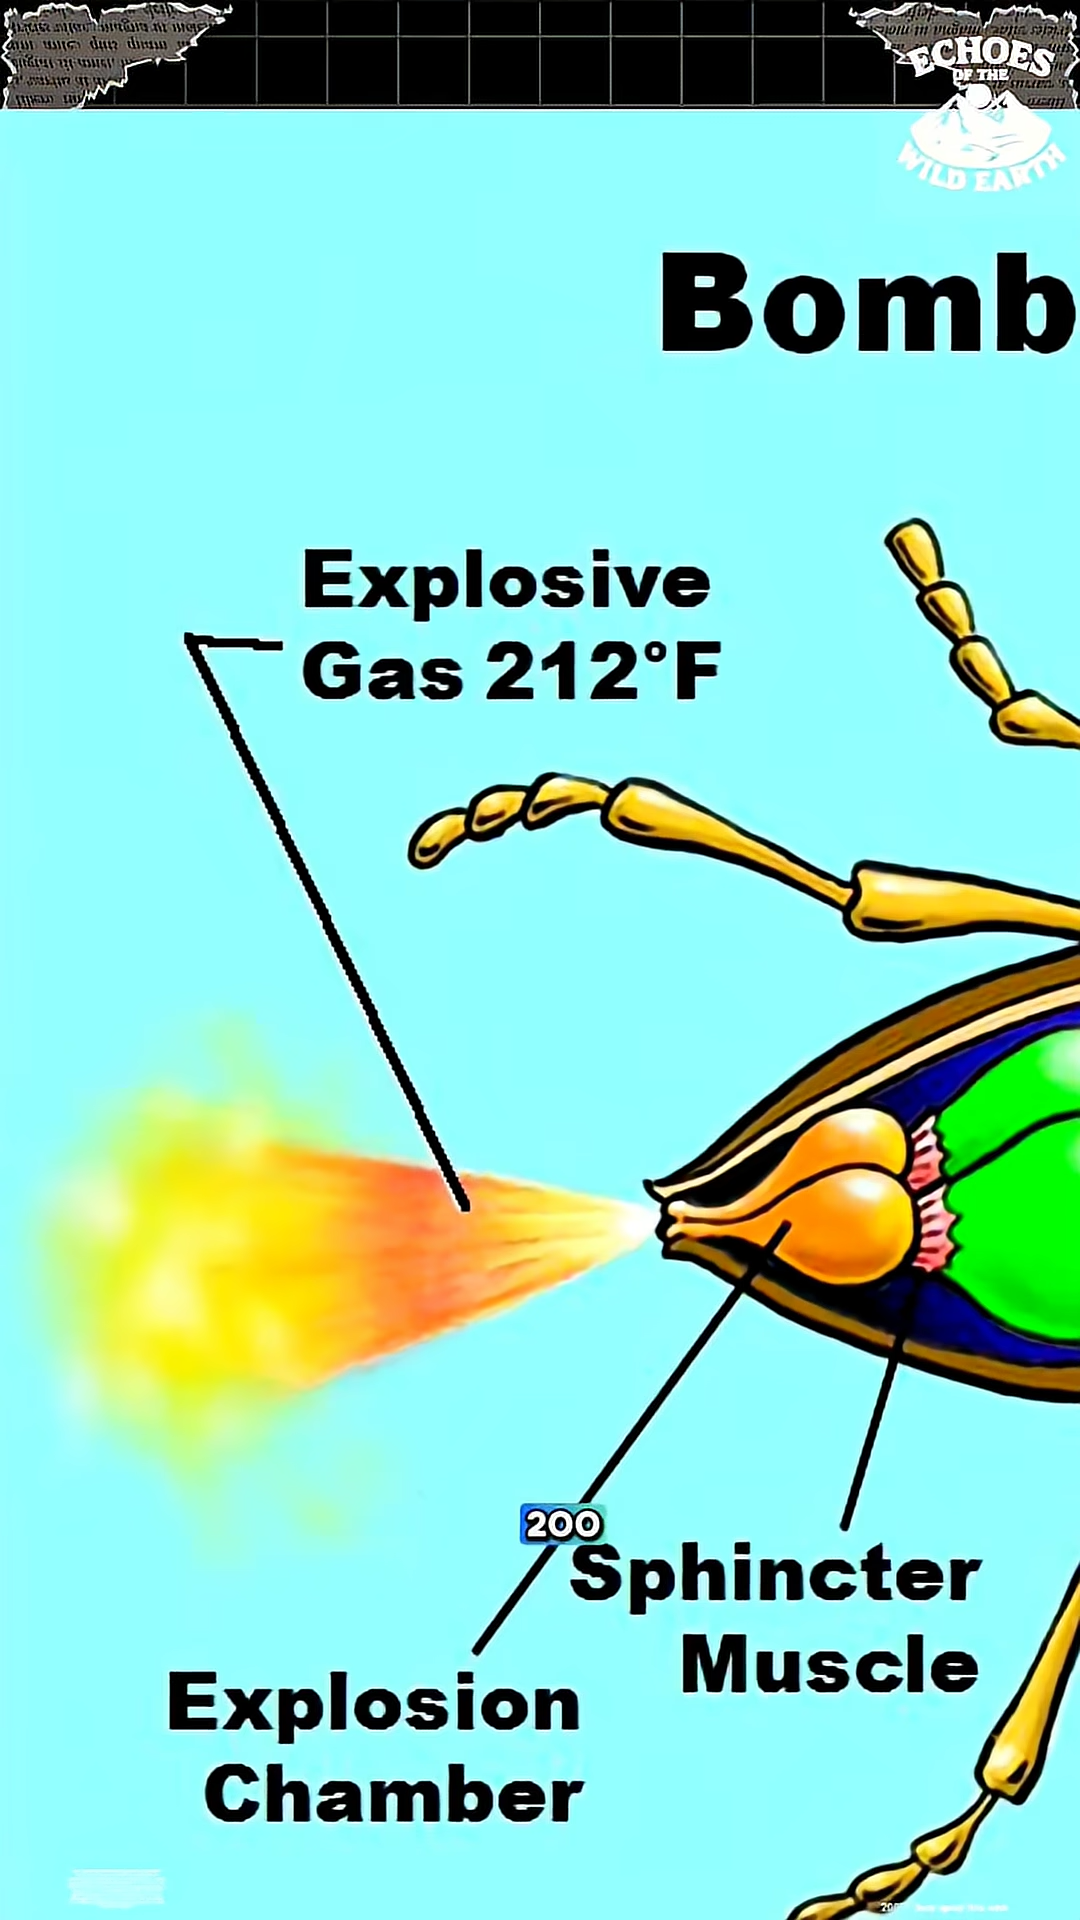 ECHOES
OF THE
WILD EARTH
Bomb
Explosive
Gas 212°F
200
Sphincter
Muscle
Explosion
Chamber